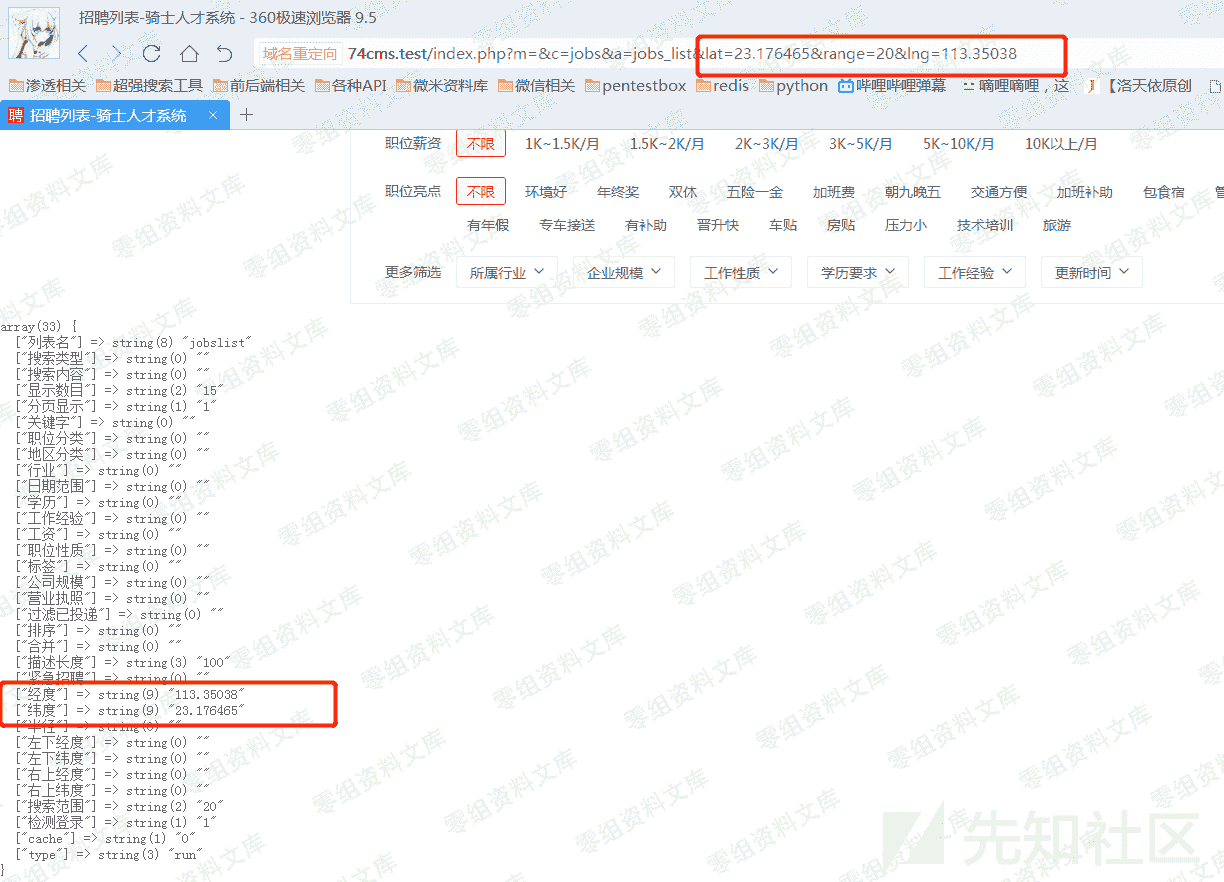 招聘列表-骑士人才系统 - 360极速浏览器 9.5
域名重定向 74cms.test/index.php?m=&c=jobs&a=jobs_list&lat=23.176465&range=20&lng=113.35038
渗透相关 超强搜索工具 前后端相关 各种API 微米资料库 微信相关 pentestbox redis python 哔哩哔哩弹幕 嘀哩嘀哩,这 【洛天依原创
聘 招聘列表-骑士人才系统 × +
职位薪资 不限 1K~1.5K/月 1.5K~2K/月 2K~3K/月 3K~5K/月 5K~10K/月 10K以上/月
职位亮点 不限 环境好 年终奖 双休 五险一金 加班费 朝九晚五 交通方便 加班补助 包食宿
有年假 专车接送 有补助 晋升快 车贴 房贴 压力小 技术培训 旅游
更多筛选 所属行业 企业规模 工作性质 学历要求 工作经验 更新时间
array(33) {
["列表名"] => string(8) "jobslist"
["搜索类型"] => string(0) ""
["搜索内容"] => string(0) ""
["显示数目"] => string(2) "15"
["分页显示"] => string(1) "1"
["关键字"] => string(0) ""
["职位分类"] => string(0) ""
["地区分类"] => string(0) ""
["行业"] => string(0) ""
["日期范围"] => string(0) ""
["学历"] => string(0) ""
["工作经验"] => string(0) ""
["工资"] => string(0) ""
["职位性质"] => string(0) ""
["标签"] => string(0) ""
["公司规模"] => string(0) ""
["营业执照"] => string(0) ""
["过滤已投递"] => string(0) ""
["排序"] => string(0) ""
["合并"] => string(0) ""
["描述长度"] => string(3) "100"
["紧急招聘"] => string(0) ""
["经度"] => string(9) "113.35038"
["纬度"] => string(9) "23.176465"
["半径"] => string(0) ""
["左下经度"] => string(0) ""
["左下纬度"] => string(0) ""
["右上经度"] => string(0) ""
["右上纬度"] => string(0) ""
["搜索范围"] => string(2) "20"
["检测登录"] => string(1) "1"
["cache"] => string(1) "0"
["type"] => string(3) "run"
}
零组资料文库
先知社区